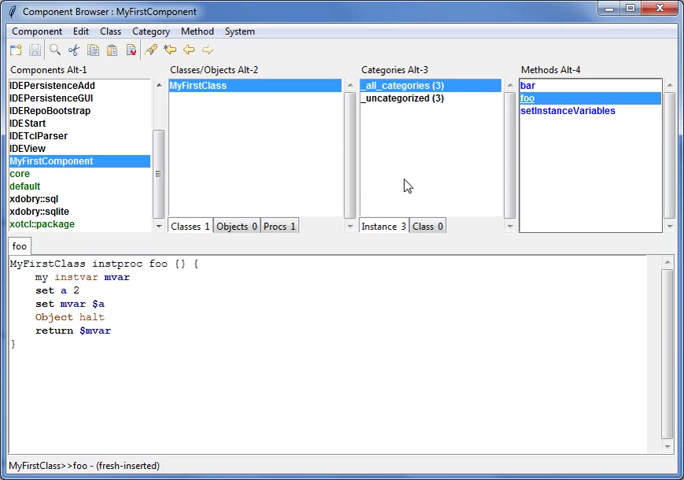 Component Browser : MyFirstComponent
Component Edit Class Category Method System
Components Alt-1 Classes/Objects Alt-2 Categories Alt-3 Methods Alt-4
IDEPersistenceAdd
IDEPersistenceGUI
IDERepoBootstrap
IDEStart
IDETclParser
IDEView
MyFirstComponent
core
default
xdobry::sql
xdobry::sqlite
xotcl::package
MyFirstClass
Classes 1 Objects 0 Procs 1
_all_categories (3)
_uncategorized (3)
Instance 3 Class 0
bar
foo
setInstanceVariables
foo
MyFirstClass instproc foo {} {
my instvar mvar
set a 2
set mvar $a
Object halt
return $mvar
}
MyFirstClass>>foo - (fresh-inserted)